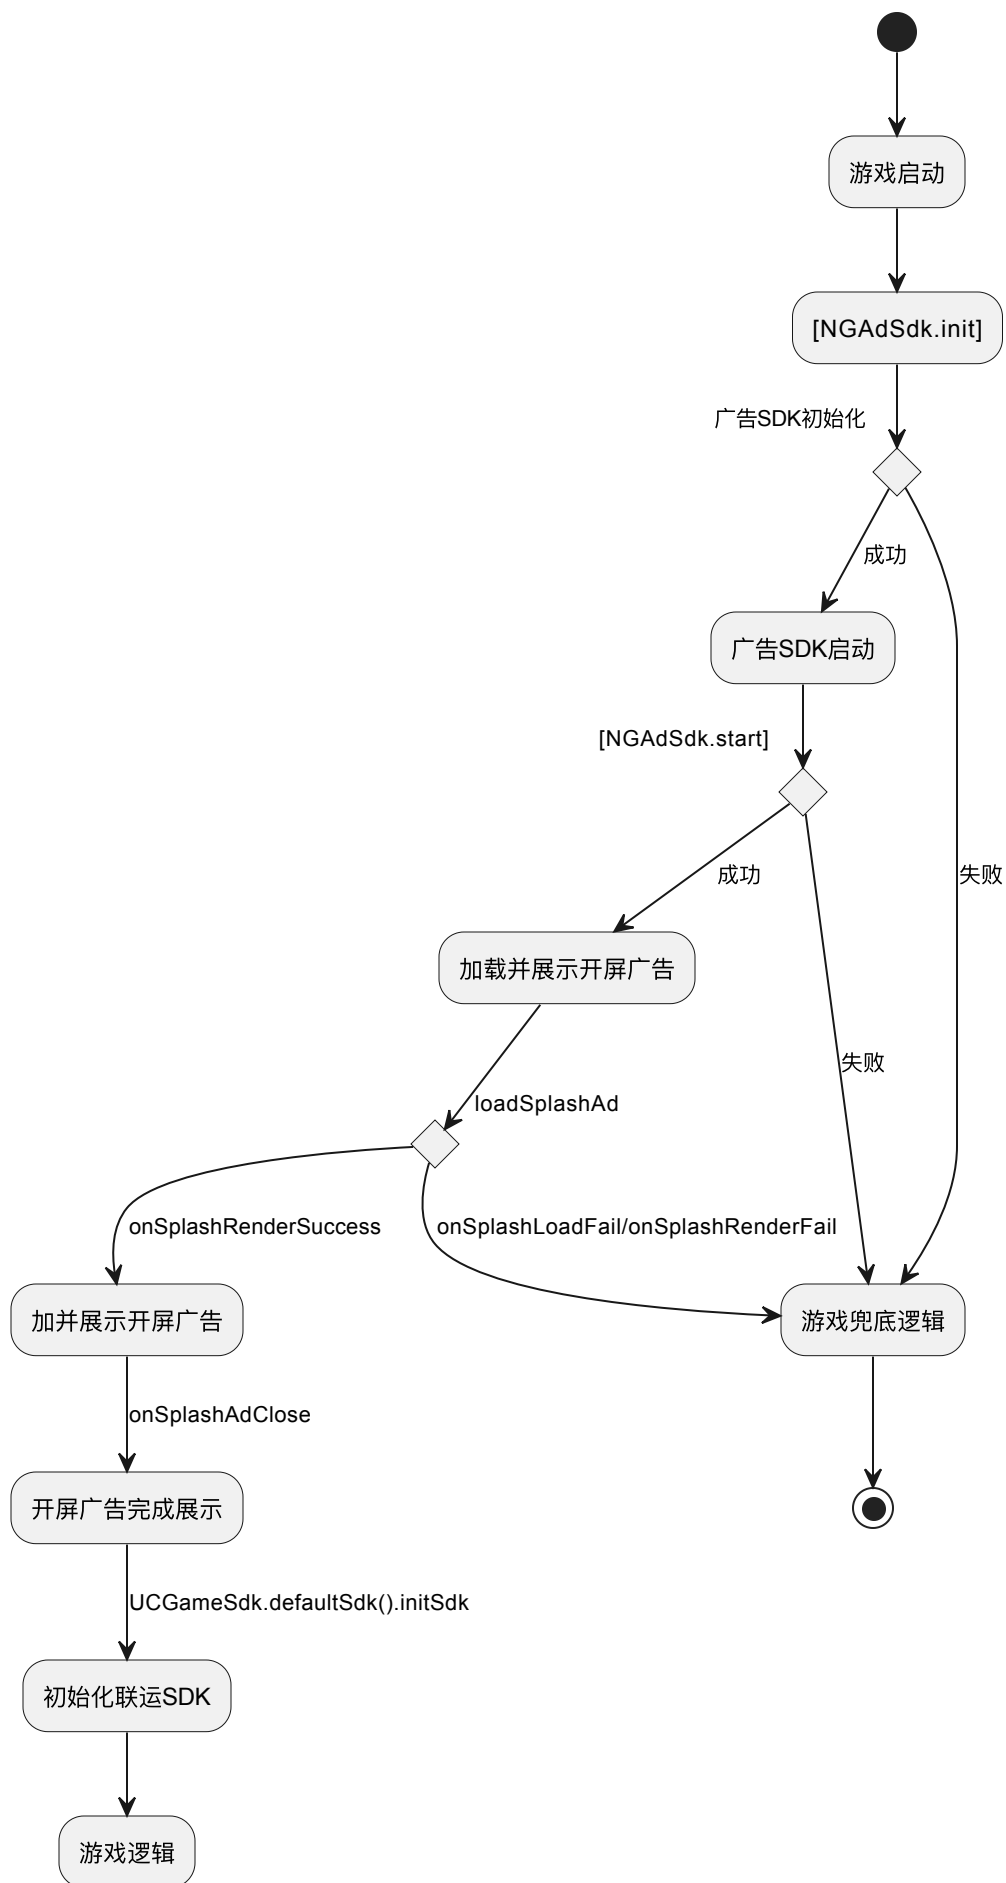 游戏启动
[NGAdSdk.init]
广告SDK初始化
成功
广告SDK启动
[NGAdSdk.start]
成功
失败
加载并展示开屏广告
失败
loadSplashAd
onSplashRenderSuccess
onSplashLoadFail/onSplashRenderFail
加并展示开屏广告
游戏兜底逻辑
onSplashAdClose
开屏广告完成展示
UCGameSdk.defaultSdk().initSdk
初始化联运SDK
游戏逻辑